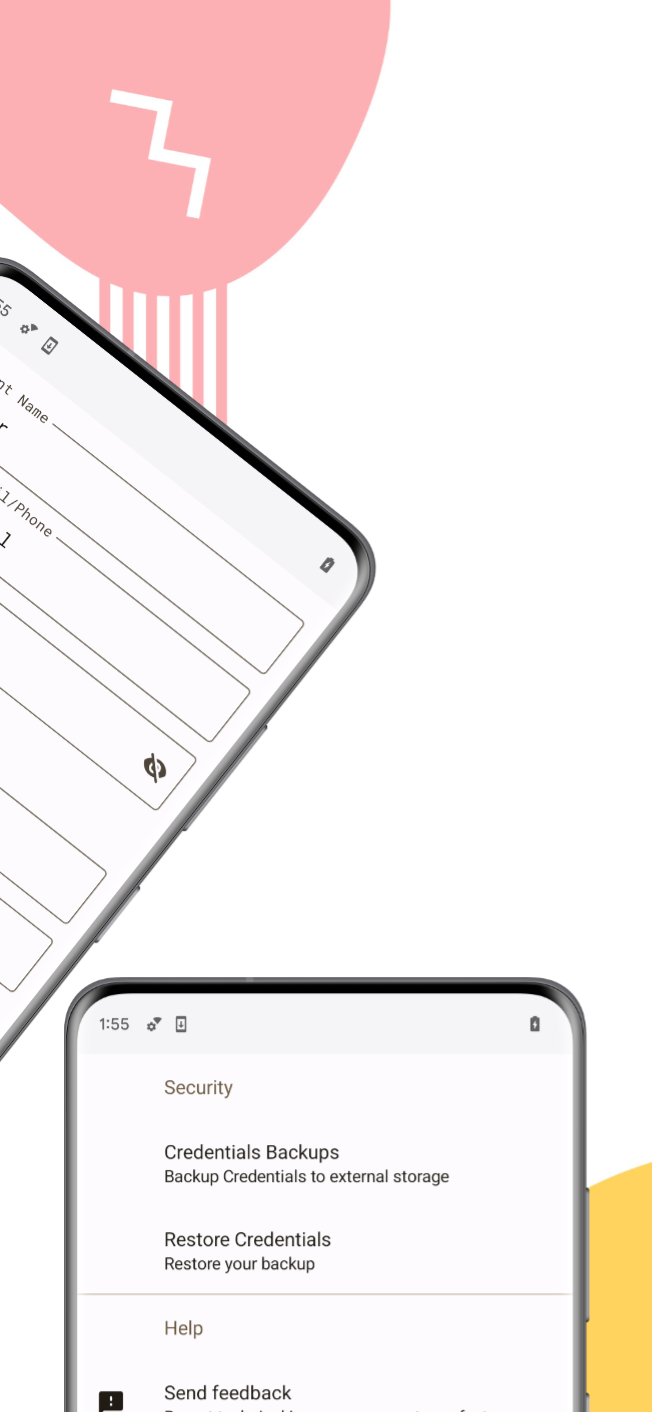 55
nt Name
r
il/Phone
l
1:55
Security
Credentials Backups
Backup Credentials to external storage
Restore Credentials
Restore your backup
Help
Send feedback